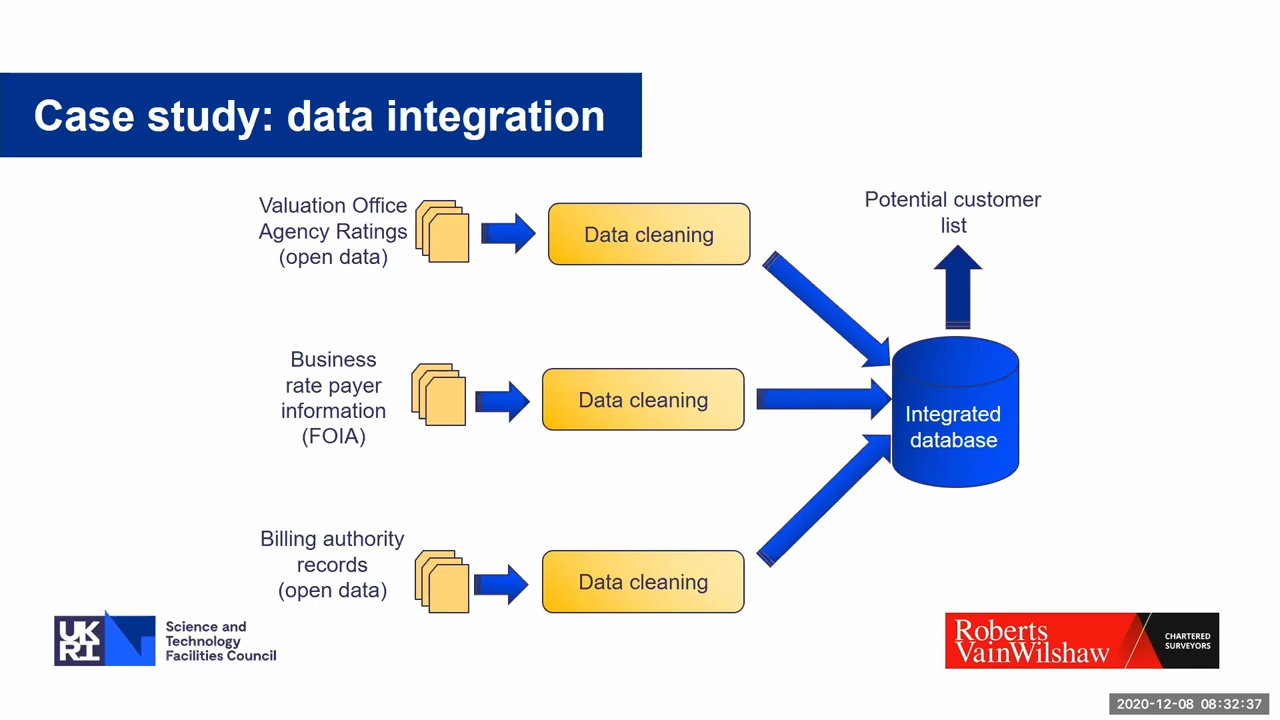 Case study: data integration
Valuation Office
Agency Ratings
(open data)
Data cleaning
Potential customer
list
Business
rate payer
information
(FOIA)
Data cleaning
Integrated
database
Billing authority
records
(open data)
Data cleaning
UK
RI
Science and
Technology
Facilities Council
Roberts
VainWilshaw
CHARTERED
SURVEYORS
2020-12-08 08:32:37